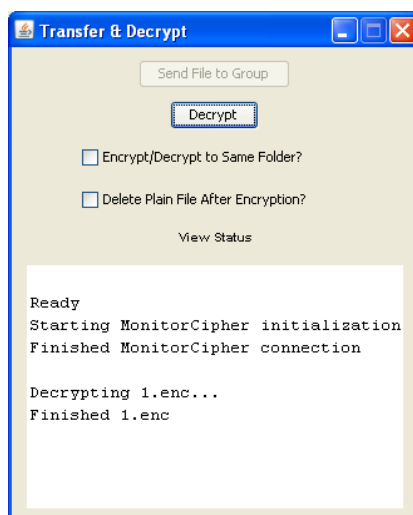 Transfer & Decrypt
Send File to Group
Decrypt
Encrypt/Decrypt to Same Folder?
Delete Plain File After Encryption?
View Status
Ready
Starting MonitorCipher initialization
Finished MonitorCipher connection
Decrypting 1.enc...
Finished 1.enc